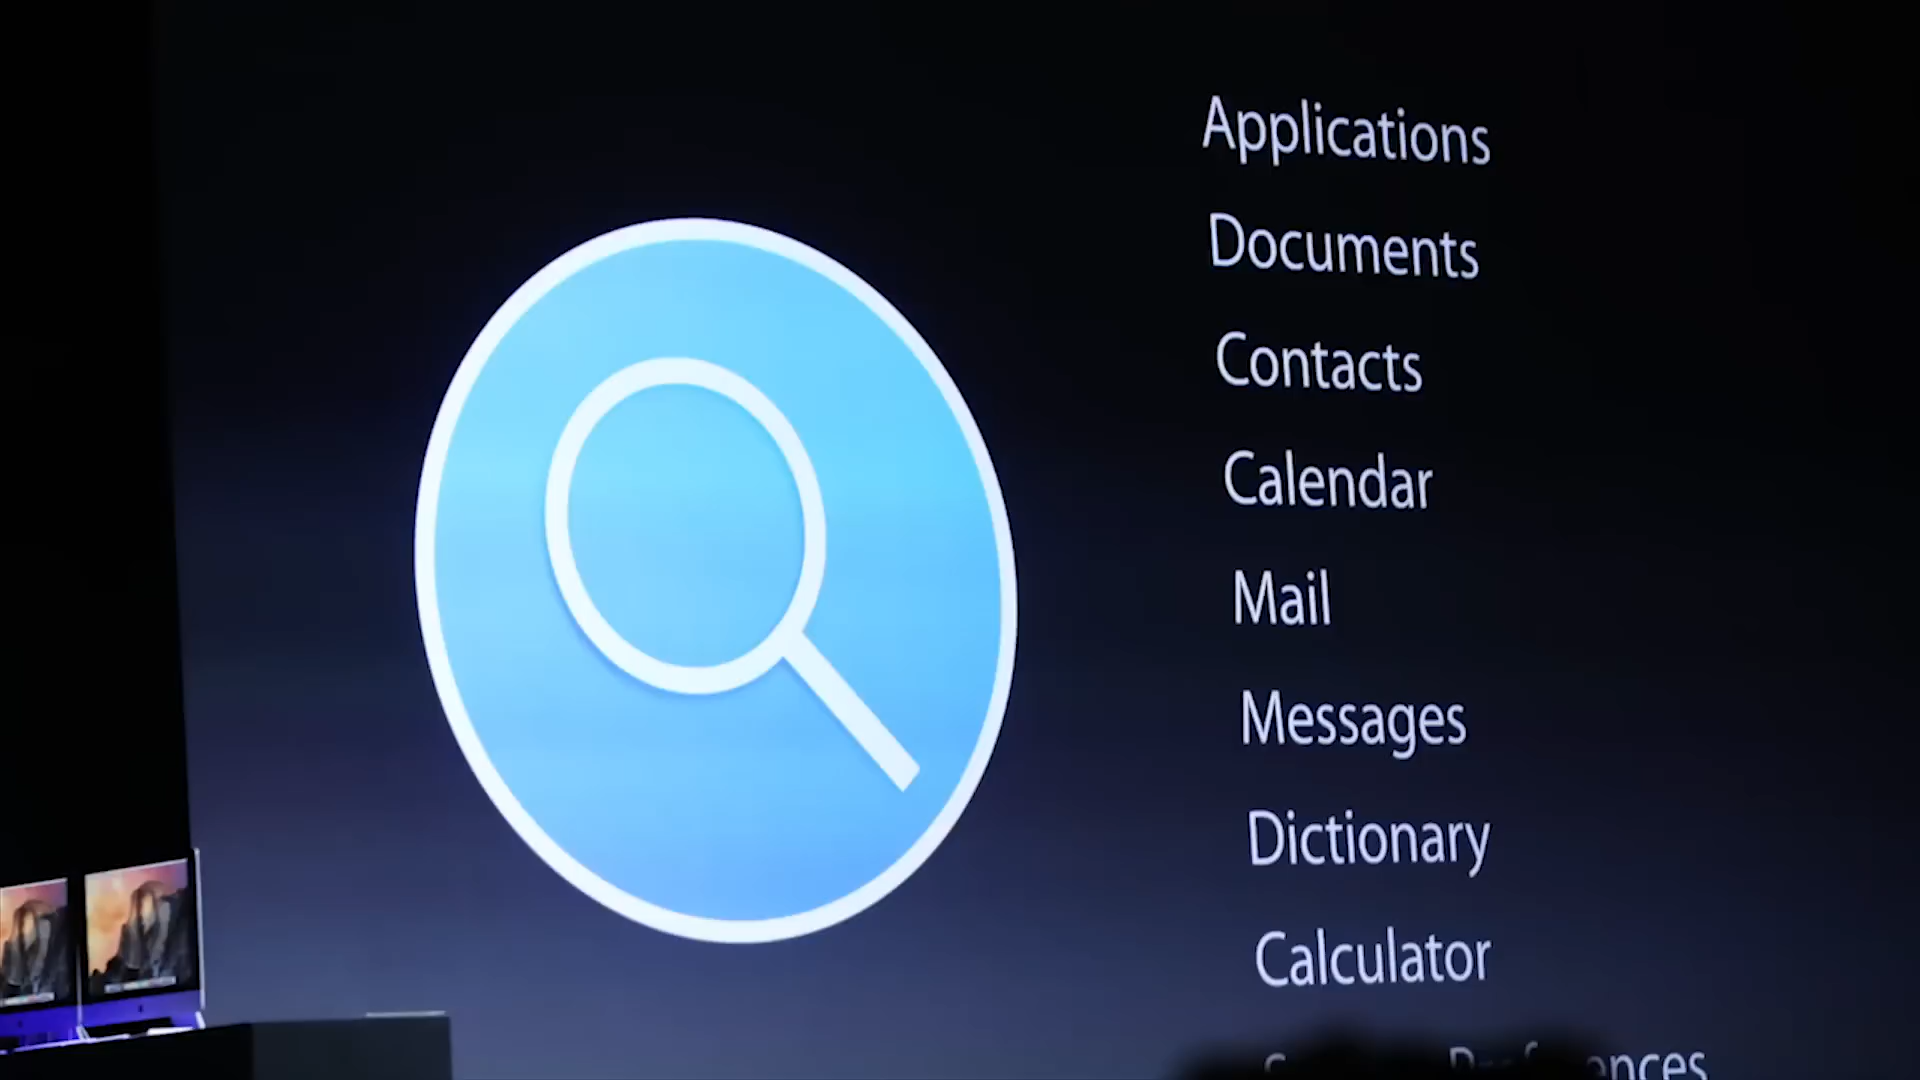 Applications
Documents
Contacts
Calendar
Mail
Messages
Dictionary
Calculator